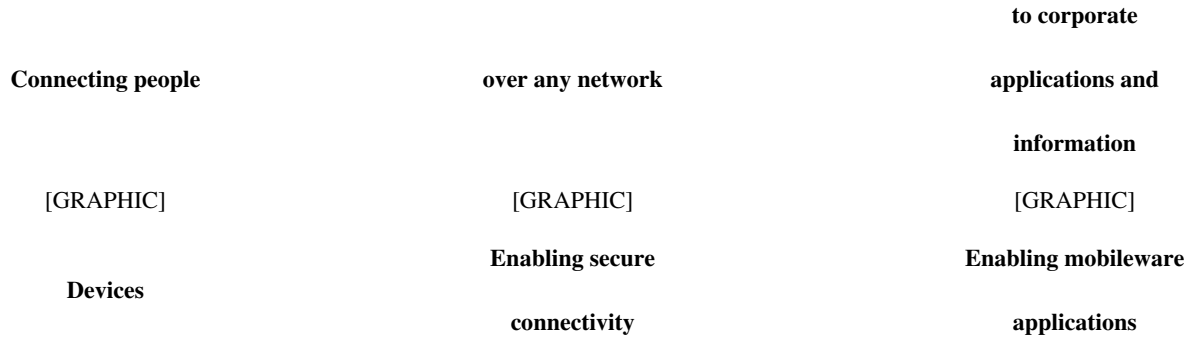 Connecting people
over any network
to corporate
applications and
information
[GRAPHIC]
[GRAPHIC]
[GRAPHIC]
Devices
Enabling secure
connectivity
Enabling mobileware
applications